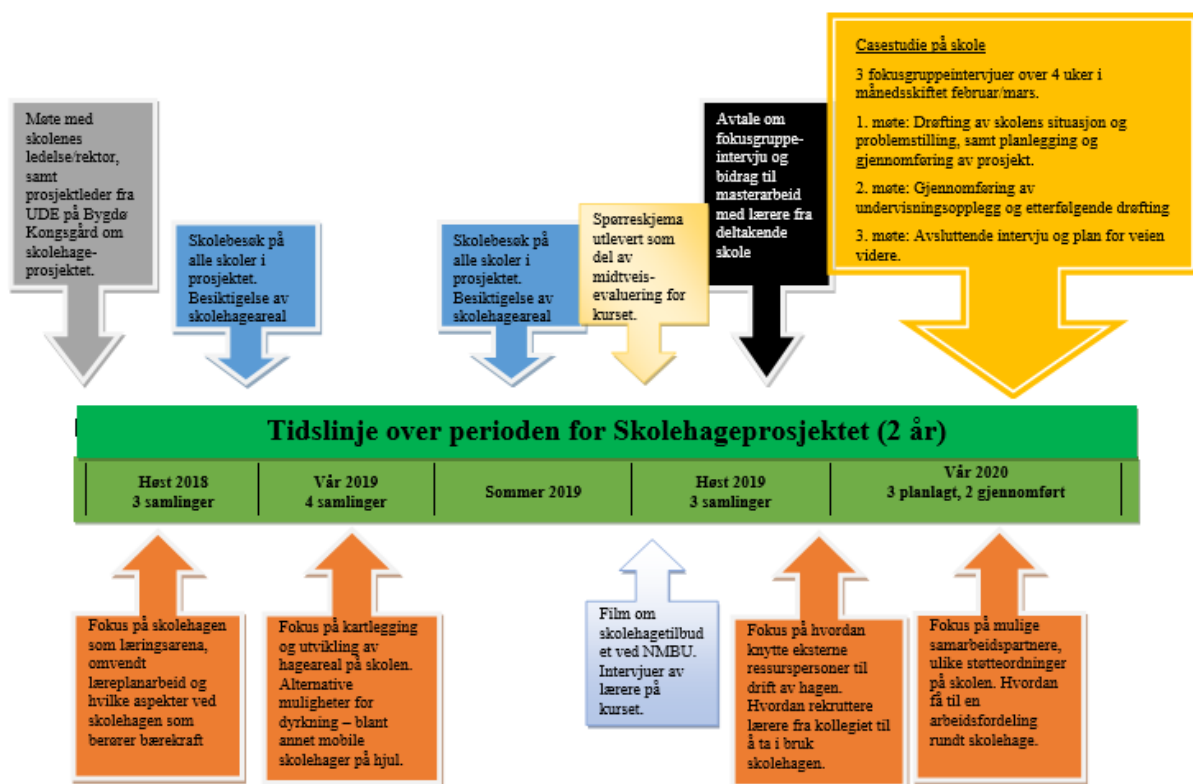 Møte med
skolenes
ledelse/rektor,
samt
prosjektleder fra
UDE på Bygdø
Kongsgård om
skolehage-
prosjektet.
Skolebesøk på
alle skoler i
prosjektet.
Besiktigelse av
skolehageareal
Skolebesøk på
alle skoler i
prosjektet.
Besiktigelse av
skolehageareal
Spørreskjema
utlevert som
del av
midtveis-
evaluering for
kurset.
Avtale om
fokusgruppe-
intervju og
bidrag til
masterarbeid
med lærere fra
deltakende
skole
Casestudie på skole
3 fokusgruppeintervjuer over 4 uker i
månedsskiftet februar/mars.
1. møte: Drøfting av skolens situasjon og
problemstilling, samt planlegging og
gjennomføring av prosjekt.
2. møte: Gjennomføring av
undervisningsopplegg og etterfølgende drøfting
3. møte: Avsluttende intervju og plan for veien
videre.
Tidslinje over perioden for Skolehageprosjektet (2 år)
Høst 2018
3 samlinger
Vår 2019
4 samlinger
Sommer 2019
Høst 2019
3 samlinger
Vår 2020
3 planlagt, 2 gjennomført
Fokus på skolehagen
som læringsarena,
omvendt
læreplanarbeid og
hvilke aspekter ved
skolehagen som
berører bærekraft
Fokus på kartlegging
og utvikling av
hageareal på skolen.
Alternative
muligheter for
dyrkning – blant
annet mobile
skolehager på hjul.
Film om
skolehagetilbud
et ved NMBU.
Intervjuer av
lærere på
kurset.
Fokus på hvordan
knytte eksterne
ressurspersoner til
drift av hagen.
Hvordan rekruttere
lærere fra kollegiet til
å ta i bruk
skolehagen.
Fokus på mulige
samarbeidspartnere,
ulike støtteordninger
på skolen. Hvordan
få til en
arbeidsfordeling
rundt skolehage.